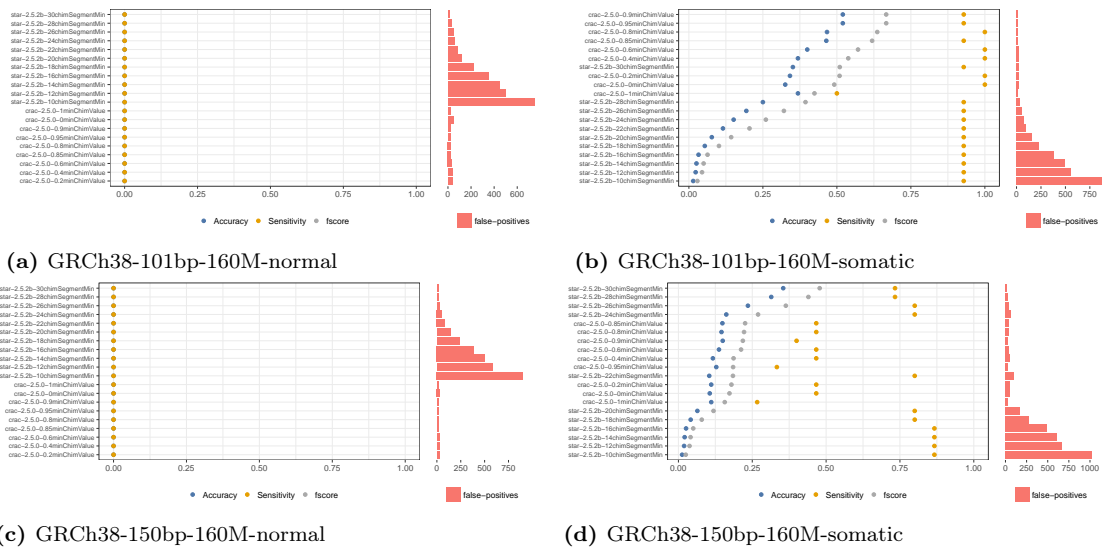 star−2.5.2b−30chimSegmentMin
star−2.5.2b−28chimSegmentMin
star−2.5.2b−26chimSegmentMin
star−2.5.2b−24chimSegmentMin
star−2.5.2b−22chimSegmentMin
star−2.5.2b−20chimSegmentMin
star−2.5.2b−18chimSegmentMin
star−2.5.2b−16chimSegmentMin
star−2.5.2b−14chimSegmentMin
star−2.5.2b−12chimSegmentMin
star−2.5.2b−10chimSegmentMin
crac−2.5.0−1minChimValue
crac−2.5.0−0minChimValue
crac−2.5.0−0.9minChimValue
crac−2.5.0−0.95minChimValue
crac−2.5.0−0.8minChimValue
crac−2.5.0−0.85minChimValue
crac−2.5.0−0.6minChimValue
crac−2.5.0−0.4minChimValue
crac−2.5.0−0.2minChimValue
0.00 0.25 0.50 0.75 1.00
0 200 400 600
Accuracy Sensitivity fscore
false−positives
(a) GRCh38-101bp-160M-normal
crac−2.5.0−0.9minChimValue
crac−2.5.0−0.95minChimValue
crac−2.5.0−0.8minChimValue
crac−2.5.0−0.85minChimValue
crac−2.5.0−0.6minChimValue
crac−2.5.0−0.4minChimValue
star−2.5.2b−30chimSegmentMin
crac−2.5.0−0.2minChimValue
crac−2.5.0−0minChimValue
crac−2.5.0−1minChimValue
star−2.5.2b−28chimSegmentMin
star−2.5.2b−26chimSegmentMin
star−2.5.2b−24chimSegmentMin
star−2.5.2b−22chimSegmentMin
star−2.5.2b−20chimSegmentMin
star−2.5.2b−18chimSegmentMin
star−2.5.2b−16chimSegmentMin
star−2.5.2b−14chimSegmentMin
star−2.5.2b−12chimSegmentMin
star−2.5.2b−10chimSegmentMin
0.00 0.25 0.50 0.75 1.00
0 250 500 750
Accuracy Sensitivity fscore
false−positives
(b) GRCh38-101bp-160M-somatic
star−2.5.2b−30chimSegmentMin
star−2.5.2b−28chimSegmentMin
star−2.5.2b−26chimSegmentMin
star−2.5.2b−24chimSegmentMin
star−2.5.2b−22chimSegmentMin
star−2.5.2b−20chimSegmentMin
star−2.5.2b−18chimSegmentMin
star−2.5.2b−16chimSegmentMin
star−2.5.2b−14chimSegmentMin
star−2.5.2b−12chimSegmentMin
star−2.5.2b−10chimSegmentMin
crac−2.5.0−1minChimValue
crac−2.5.0−0minChimValue
crac−2.5.0−0.9minChimValue
crac−2.5.0−0.95minChimValue
crac−2.5.0−0.8minChimValue
crac−2.5.0−0.85minChimValue
crac−2.5.0−0.6minChimValue
crac−2.5.0−0.4minChimValue
crac−2.5.0−0.2minChimValue
0.00 0.25 0.50 0.75 1.00
0 250 500 750
Accuracy Sensitivity fscore
false−positives
(c) GRCh38-150bp-160M-normal
star−2.5.2b−30chimSegmentMin
star−2.5.2b−28chimSegmentMin
star−2.5.2b−26chimSegmentMin
star−2.5.2b−24chimSegmentMin
crac−2.5.0−0.85minChimValue
crac−2.5.0−0.8minChimValue
crac−2.5.0−0.9minChimValue
crac−2.5.0−0.6minChimValue
crac−2.5.0−0.4minChimValue
crac−2.5.0−0.95minChimValue
star−2.5.2b−22chimSegmentMin
crac−2.5.0−0.2minChimValue
crac−2.5.0−0minChimValue
crac−2.5.0−1minChimValue
star−2.5.2b−20chimSegmentMin
star−2.5.2b−18chimSegmentMin
star−2.5.2b−16chimSegmentMin
star−2.5.2b−14chimSegmentMin
star−2.5.2b−12chimSegmentMin
star−2.5.2b−10chimSegmentMin
0.00 0.25 0.50 0.75 1.00
0 250 500 750 1000
Accuracy Sensitivity fscore
false−positives
(d) GRCh38-150bp-160M-somatic